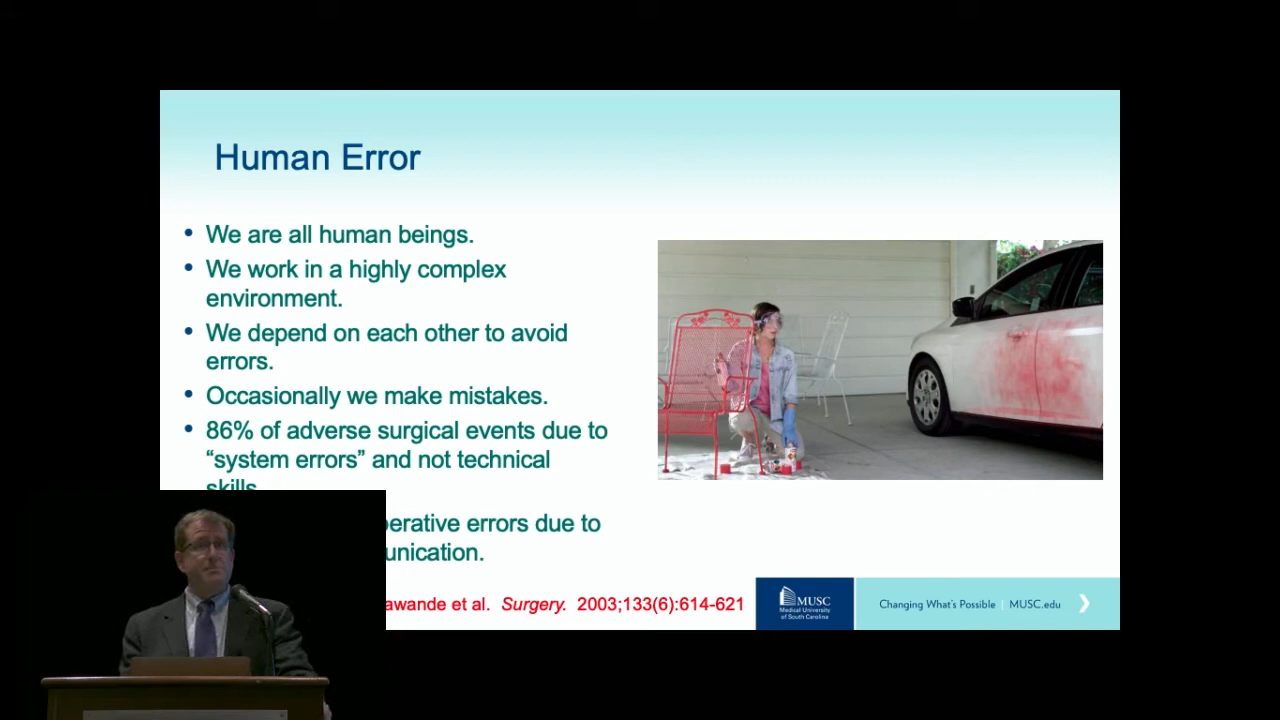 Human Error
• We are all human beings.
• We work in a highly complex
environment.
• We depend on each other to avoid
errors.
• Occasionally we make mistakes.
• 86% of adverse surgical events due to
“system errors” and not technical
skills
errors due to
awande et al. Surgery. 2003;133(6):614-621
MUSC
Medical University
of South Carolina
Changing What's Possible | MUSC.edu